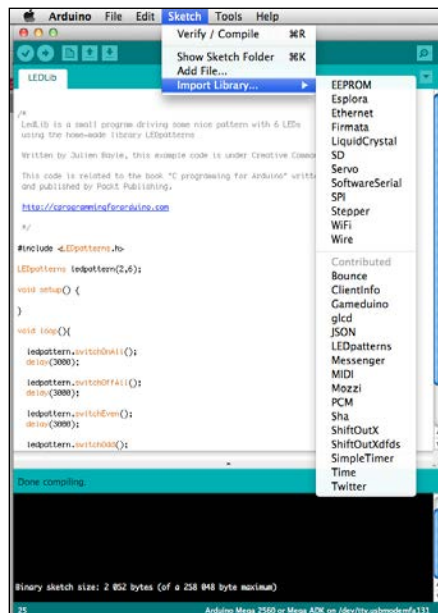 Arduino File Edit Sketch Tools Help
Verify / Compile ⌘R
Show Sketch Folder ⌘K
Add File...
Import Library...
EEPROM
Esplora
Ethernet
Firmata
LiquidCrystal
SD
Servo
SoftwareSerial
SPI
Stepper
WiFi
Wire
Contributed
Bounce
ClientInfo
Gameduino
glcd
JSON
LEDpatterns
Messenger
MIDI
Mozzi
PCM
Sha
ShiftOutX
ShiftOutXdfds
SimpleTimer
Time
Twitter
LEDLib
/*
LedLib is a small program driving some nice pattern with 6 LEDs
using the home-made library LEDpatterns
Written by Julien Bayle, this example code is under Creative Commo
This code is related to the book "C programming for Arduino" writte
and published by Packt Publishing.
http://cprogrammingforarduino.com
*/
#include <LEDpatterns.h>
LEDpatterns ledpattern(2,6);
void setup() {
}
void loop(){
ledpattern.switchOnAll();
delay(3000);
ledpattern.switchOffAll();
delay(3000);
ledpattern.switchEven();
delay(3000);
ledpattern.switchOdd();
Done compiling.
Binary sketch size: 2 052 bytes (of a 258 048 byte maximum)
25 Arduino Mega 2560 or Mega ADK on /dev/tty.usbmodemfa131